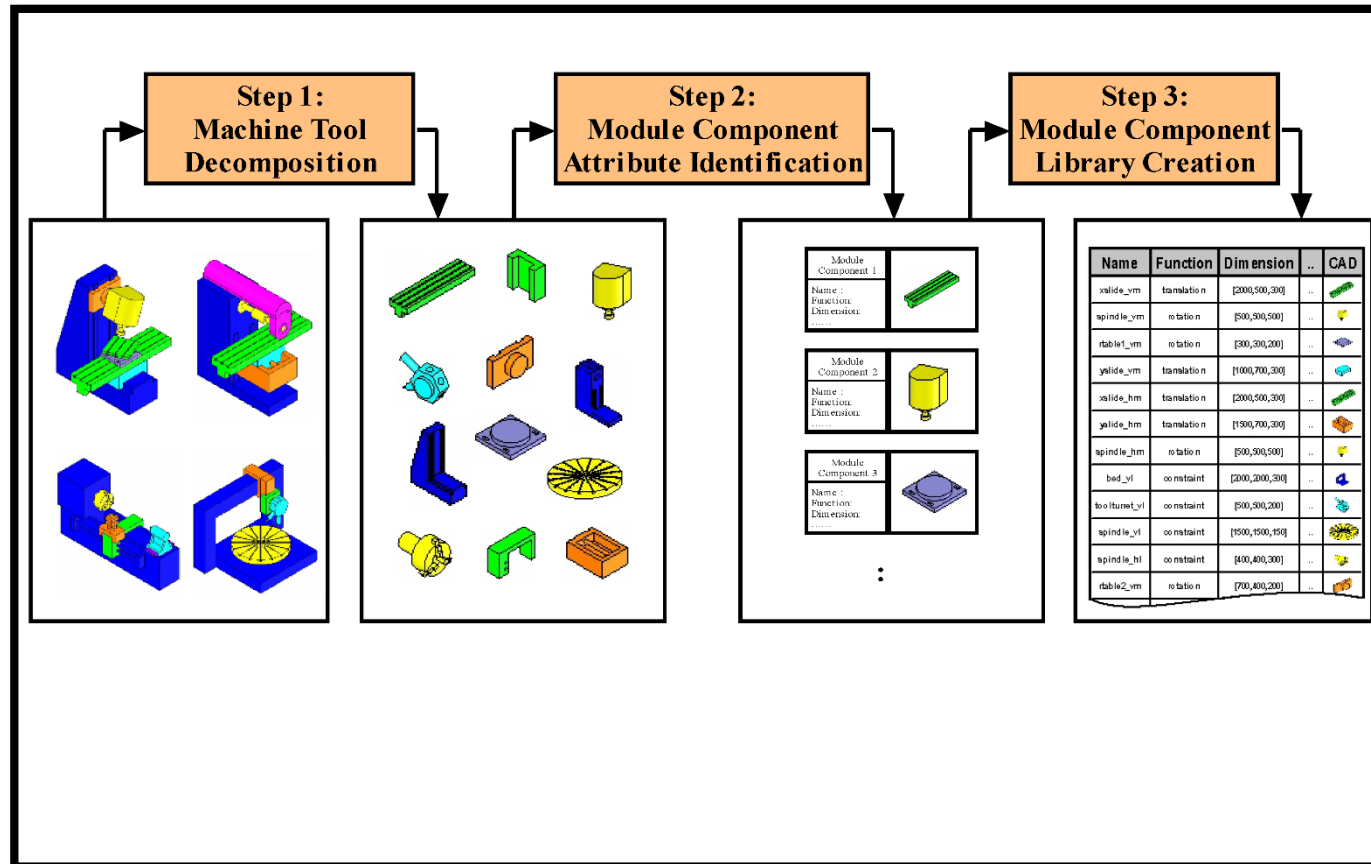 Step 1:
Machine Tool
Decomposition
Step 2:
Module Component
Attribute Identification
Step 3:
Module Component
Library Creation
Module
Component 1
Name :
Function:
Dimension:
......
Module
Component 2
Name :
Function:
Dimension:
......
Module
Component 3
Name :
Function:
Dimension:
......
:
Name Function Dimension .. CAD
xslide_vm translation [2000,500,300] ..
spindle_vm rotation [500,500,500] ..
rtable1_vm rotation [300,300,200] ..
yslide_vm translation [1000,700,300] ..
xslide_hm translation [2000,500,300] ..
yslide_hm translation [1500,700,300] ..
spindle_hm rotation [500,500,500] ..
bed_vl constraint [2000,2000,300] ..
toolturret_vl constraint [500,500,200] ..
spindle_vl constraint [1500,1500,150] ..
spindle_hl constraint [400,400,300] ..
rtable2_vm rotation [700,400,200] ..